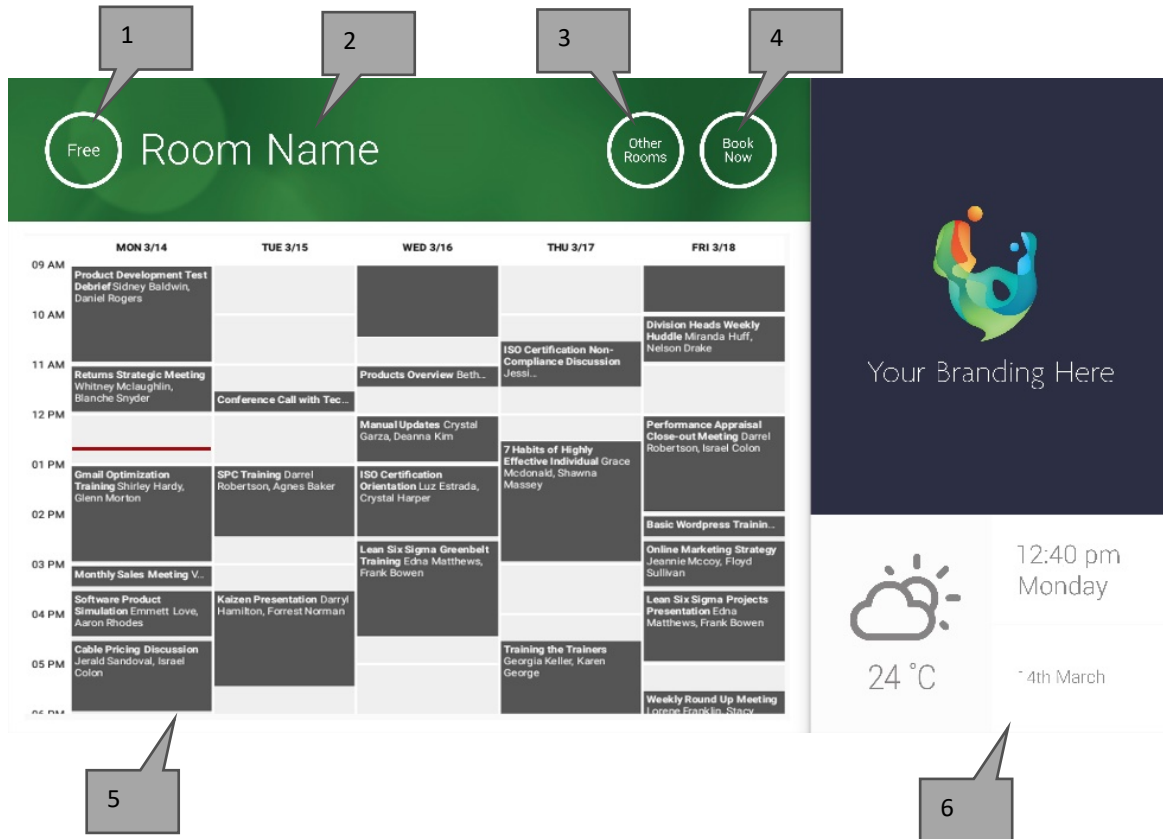 1
2
3
4
Free
Room Name
Other
Rooms
Book
Now
MON 3/14
TUE 3/15
WED 3/16
THU 3/17
FRI 3/18
09 AM
10 AM
11 AM
12 PM
01 PM
02 PM
03 PM
04 PM
05 PM
06 PM
Product Development Test
Debrief Sidney Baldwin,
Daniel Rogers
Returns Strategic Meeting
Whitney Mclaughlin,
Blanche Snyder
Gmail Optimization
Training Shirley Hardy,
Glenn Morton
Monthly Sales Meeting V...
Software Product
Simulation Emmett Love,
Aaron Rhodes
Cable Pricing Discussion
Jerald Sandoval, Israel
Colon
Conference Call with Tec...
SPC Training Darrel
Robertson, Agnes Baker
Kaizen Presentation Darryl
Hamilton, Forrest Norman
Products Overview Beth...
Manual Updates Crystal
Garza, Deanna Kim
ISO Certification
Orientation Luz Estrada,
Crystal Harper
Lean Six Sigma Greenbelt
Training Edna Matthews,
Frank Bowen
ISO Certification Non-
Compliance Discussion
Jessi...
7 Habits of Highly
Effective Individual Grace
Mcdonald, Shawna
Massey
Training the Trainers
Georgia Keller, Karen
George
Division Heads Weekly
Huddle Miranda Huff,
Nelson Drake
Performance Appraisal
Close-out Meeting Darrel
Robertson, Israel Colon
Basic Wordpress Trainin...
Online Marketing Strategy
Jeannie Mccoy, Floyd
Sullivan
Lean Six Sigma Projects
Presentation Edna
Matthews, Frank Bowen
Weekly Round Up Meeting
Lorene Franklin, Stacy
Your Branding Here
12:40 pm
Monday
24 °C
14th March
5
6